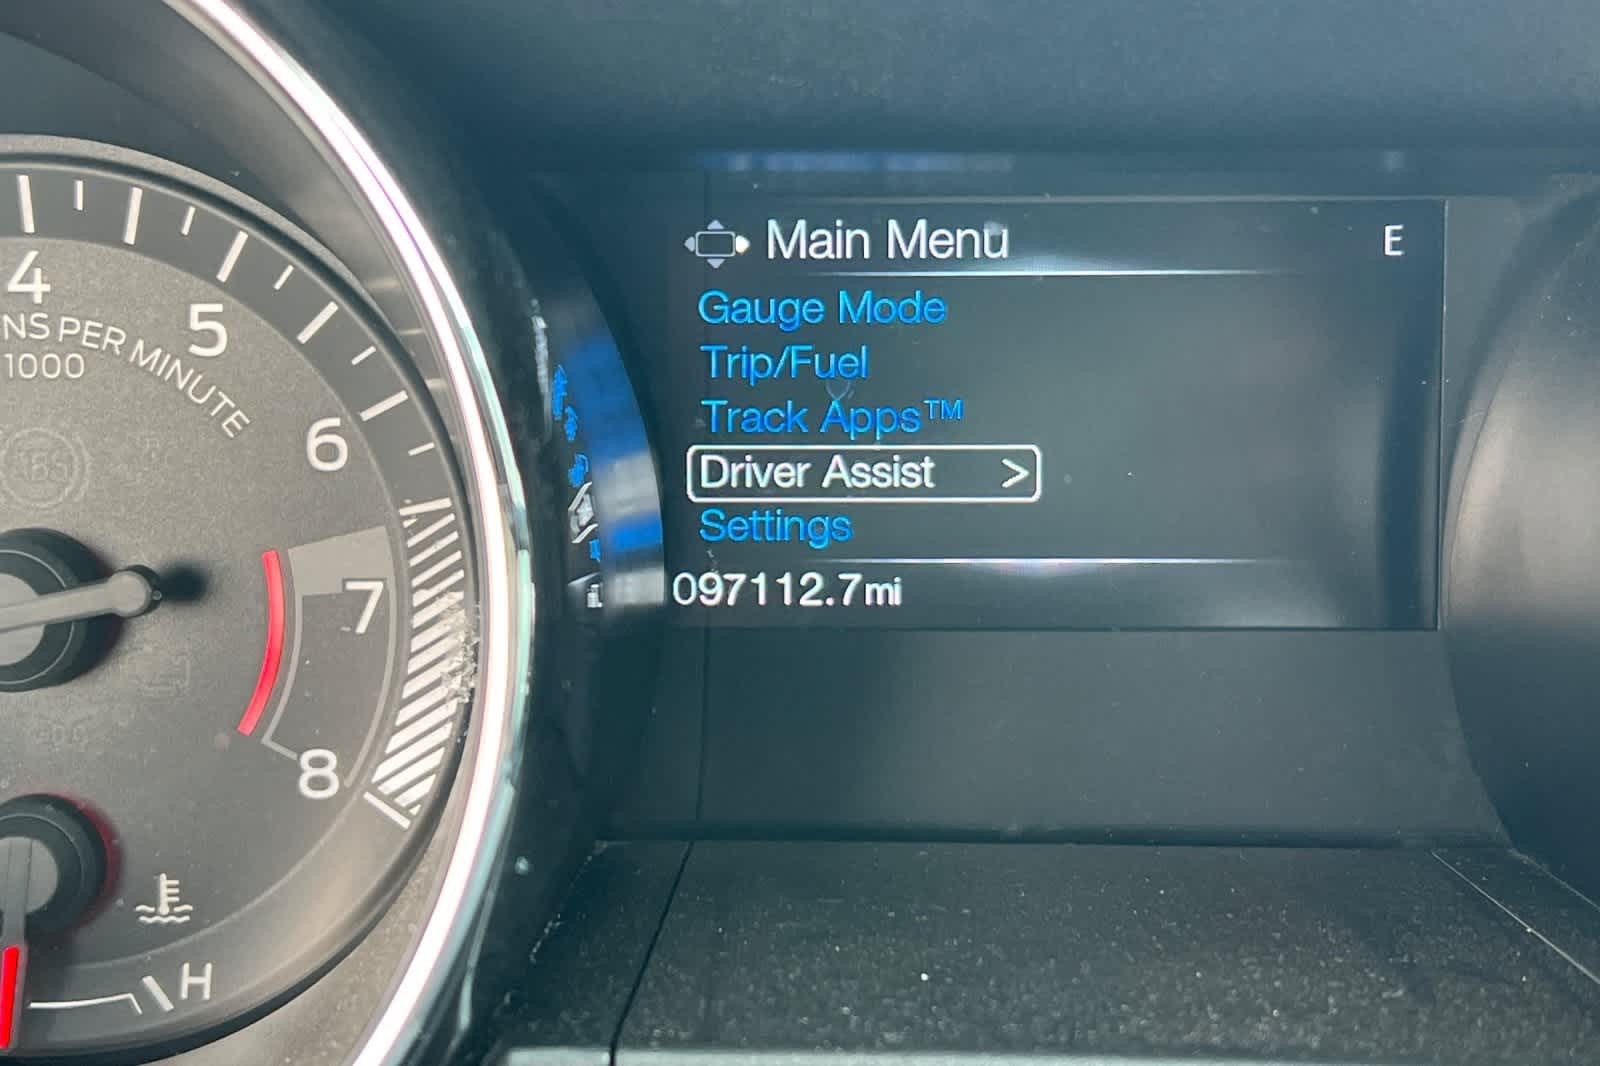 Main Menu
E
Gauge Mode
Trip/Fuel
Track Apps™
Driver Assist >
Settings
097112.7mi
4
5
6
7
8
NS PER MINUTE
1000
H